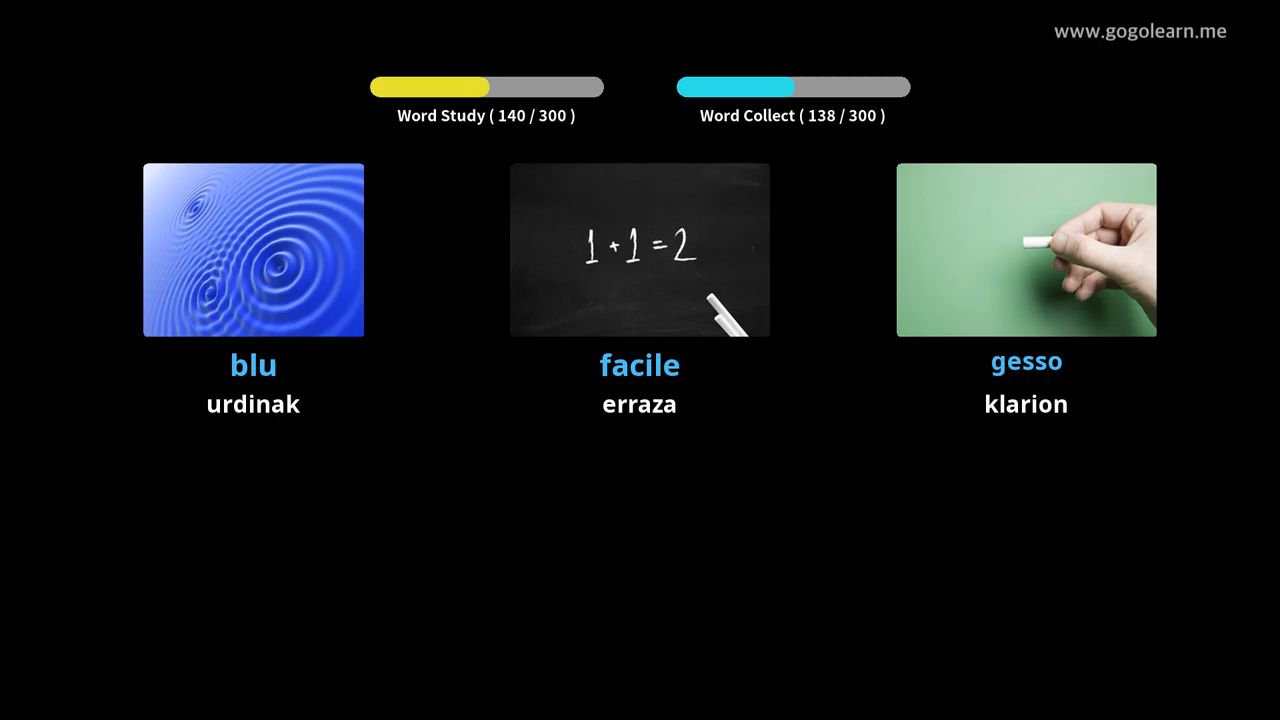 www.gogolearn.me
Word Study ( 140 / 300 )
Word Collect ( 138 / 300 )
1 + 1 = 2
blu
facile
gesso
urdinak
erraza
klarion